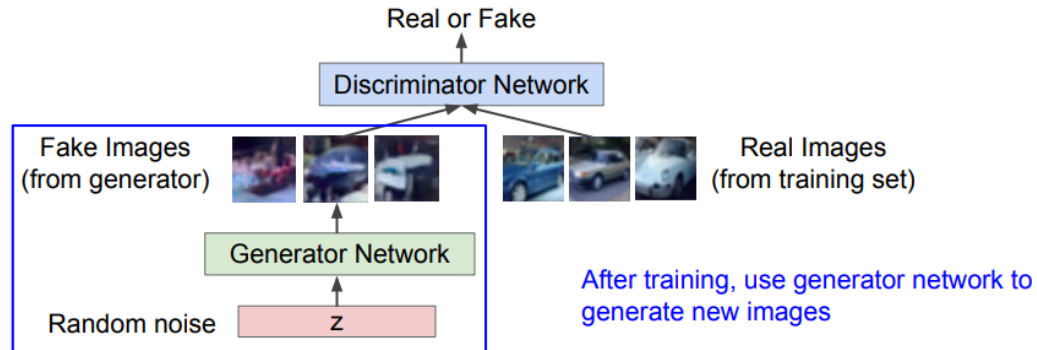 Real or Fake
Discriminator Network
Fake Images
(from generator)
Real Images
(from training set)
Generator Network
After training, use generator network to
generate new images
Random noise
z